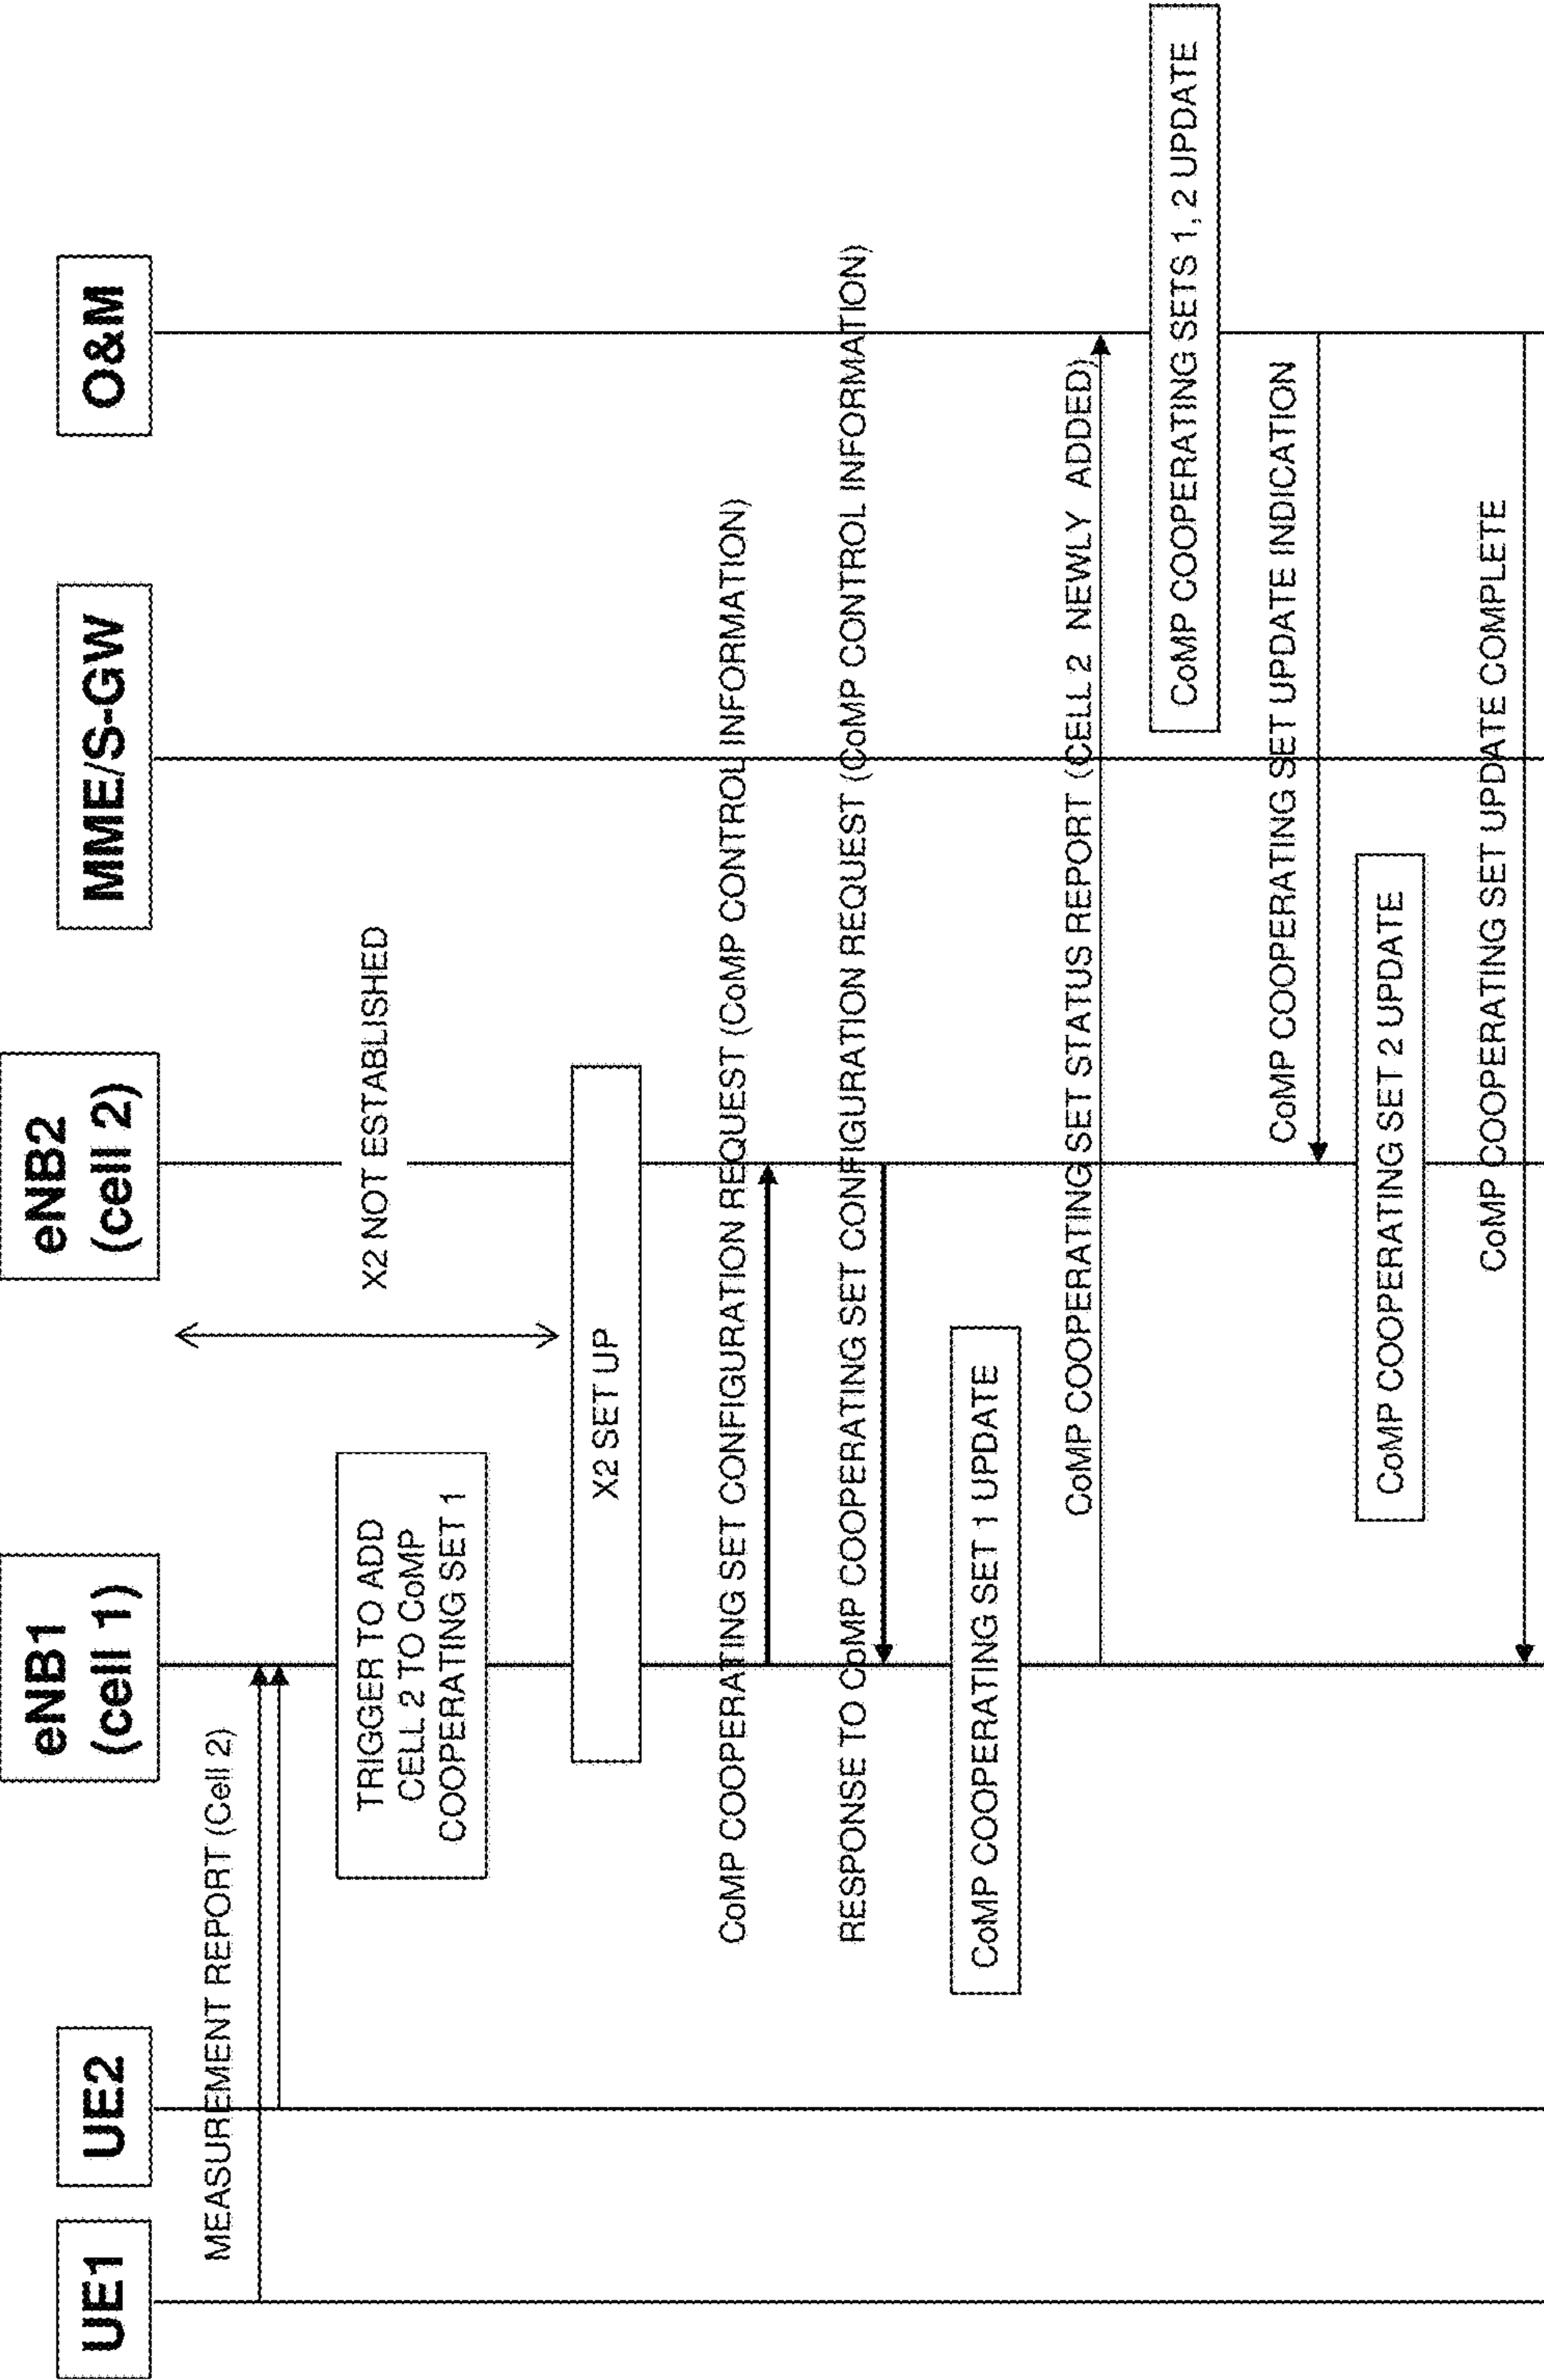 UE1
UE2
eNB1
(cell 1)
eNB2
(cell 2)
MME/S-GW
O&M
MEASUREMENT REPORT (Cell 2)
TRIGGER TO ADD
CELL 2 TO CoMP
COOPERATING SET 1
X2 NOT ESTABLISHED
X2 SET UP
CoMP COOPERATING SET CONFIGURATION REQUEST (CoMP CONTROL INFORMATION)
RESPONSE TO CoMP COOPERATING SET CONFIGURATION REQUEST (CoMP CONTROL INFORMATION)
CoMP COOPERATING SET 1 UPDATE
CoMP COOPERATING SET STATUS REPORT (CELL 2 NEWLY ADDED)
CoMP COOPERATING SETS 1, 2 UPDATE
CoMP COOPERATING SET UPDATE INDICATION
CoMP COOPERATING SET 2 UPDATE
CoMP COOPERATING SET UPDATE COMPLETE